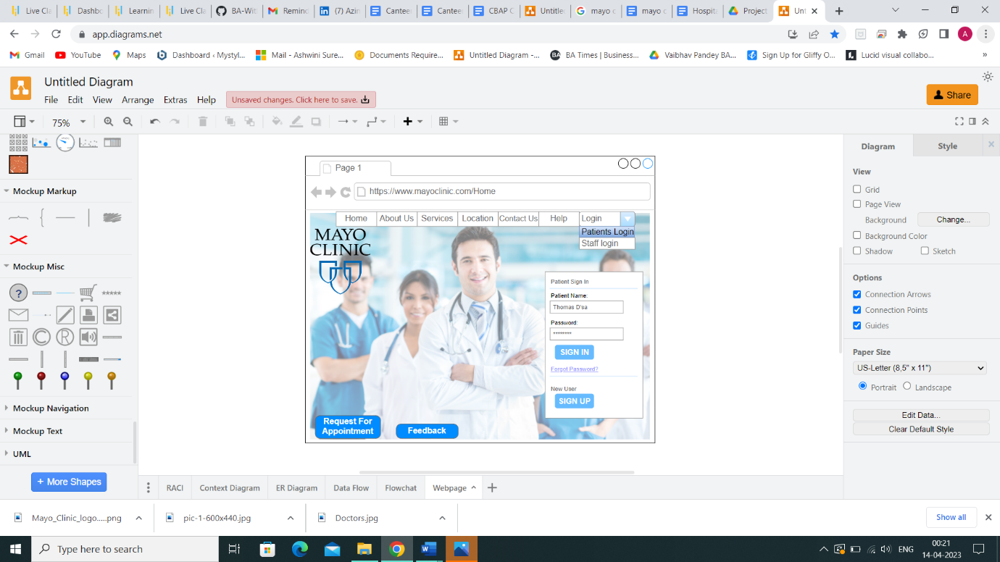 Live Cla
Dashbo
Learnin
Live Cla
BA-Wit
Remind
(7) Azin
Canteen
Canteen
CBAP C
Untitled
mayo c
mayo c
Hospita
Project
Unt
app.diagrams.net
A
Gmail
YouTube
Maps
Dashboard ‹ Mystyl...
Mail - Ashwini Sure...
Documents Require...
Untitled Diagram -...
BA Times | Business...
Vaibhav Pandey BA...
Sign Up for Gliffy O...
Lucid visual collabo...
»
Untitled Diagram
File Edit View Arrange Extras Help
Unsaved changes. Click here to save.
Share
75%
Mockup Markup
Mockup Misc
?
C
R
Mockup Navigation
Mockup Text
UML
+ More Shapes
Page 1
https://www.mayoclinic.com/Home
Home About Us Services Location Contact Us Help Login
Patients Login
Staff login
MAYO
CLINIC
Patient Sign In
Patient Name:
Thomas D'sa
Password:
********
SIGN IN
Forgot Password?
New User
SIGN UP
Request For
Appointment
Feedback
Diagram
Style
View
Grid
Page View
Background
Change...
Background Color
Shadow
Sketch
Options
Connection Arrows
Connection Points
Guides
Paper Size
US-Letter (8,5" x 11")
Portrait
Landscape
Edit Data...
Clear Default Style
RACI
Context Diagram
ER Diagram
Data Flow
Flowchat
Webpage
Mayo_Clinic_logo.....png
pic-1-600x440.jpg
Doctors.jpg
Show all
Type here to search
ENG
00:21
14-04-2023